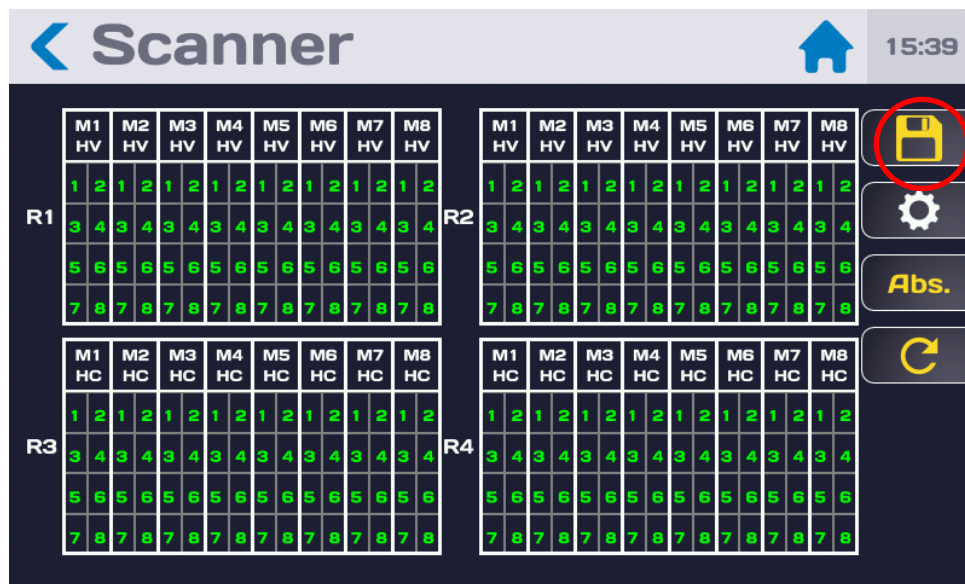 Scanner 15:39
M1 M2 M3 M4 M5 M6 M7 M8 M1 M2 M3 M4 M5 M6 M7 M8
HV HV HV HV HV HV HV HV HV HV HV HV HV HV HV HV
1 2 1 2 1 2 1 2 1 2 1 2 1 2 1 2 1 2 1 2 1 2 1 2 1 2 1 2 1 2 1 2
R1 3 4 3 4 3 4 3 4 3 4 3 4 3 4 3 4 R2 3 4 3 4 3 4 3 4 3 4 3 4 3 4 3 4
5 6 5 6 5 6 5 6 5 6 5 6 5 6 5 6 5 6 5 6 5 6 5 6 5 6 5 6 5 6 5 6
Abs.
7 8 7 8 7 8 7 8 7 8 7 8 7 8 7 8 7 8 7 8 7 8 7 8 7 8 7 8 7 8 7 8
M1 M2 M3 M4 M5 M6 M7 M8 M1 M2 M3 M4 M5 M6 M7 M8
HC HC HC HC HC HC HC HC HC HC HC HC HC HC HC HC
1 2 1 2 1 2 1 2 1 2 1 2 1 2 1 2 1 2 1 2 1 2 1 2 1 2 1 2 1 2 1 2
R3 3 4 3 4 3 4 3 4 3 4 3 4 3 4 3 4 R4 3 4 3 4 3 4 3 4 3 4 3 4 3 4 3 4
5 6 5 6 5 6 5 6 5 6 5 6 5 6 5 6 5 6 5 6 5 6 5 6 5 6 5 6 5 6 5 6
7 8 7 8 7 8 7 8 7 8 7 8 7 8 7 8 7 8 7 8 7 8 7 8 7 8 7 8 7 8 7 8